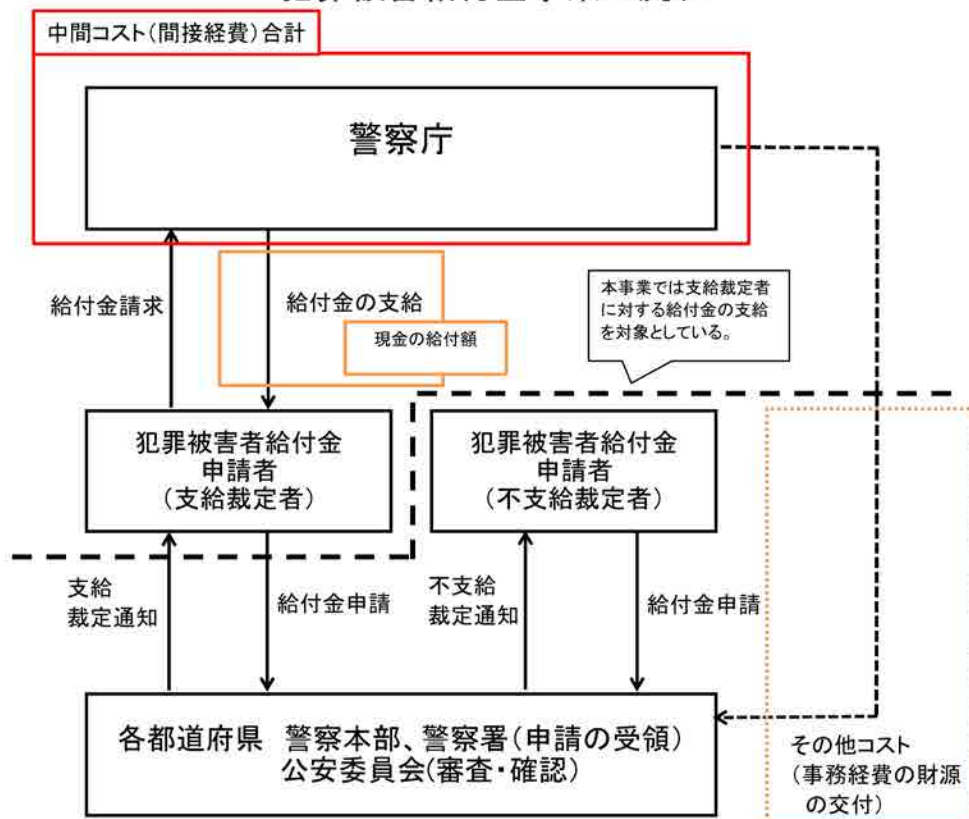 中間コスト（間接経費）合計
警察庁
給付金請求
給付金の支給
現金の給付額
本事業では支給裁定者
に対する給付金の支給
を対象としている。
犯罪被害者給付金
申請者
（支給裁定者）
犯罪被害者給付金
申請者
（不支給裁定者）
支給
裁定通知
給付金申請
不支給
裁定通知
給付金申請
各都道府県　警察本部、警察署（申請の受領）
公安委員会（審査・確認）
その他コスト
（事務経費の財源
の交付）